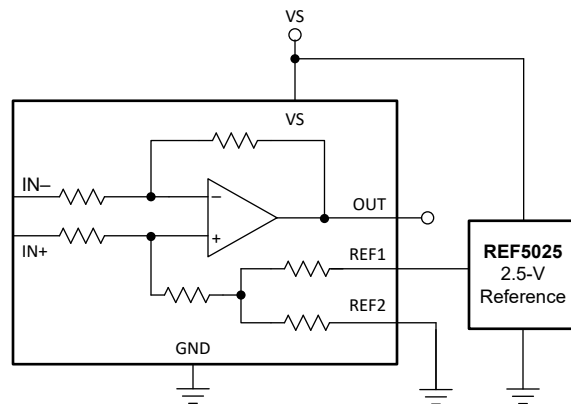 VS
VS
IN–
OUT
IN+
REF1
REF5025
2.5-V
Reference
REF2
GND